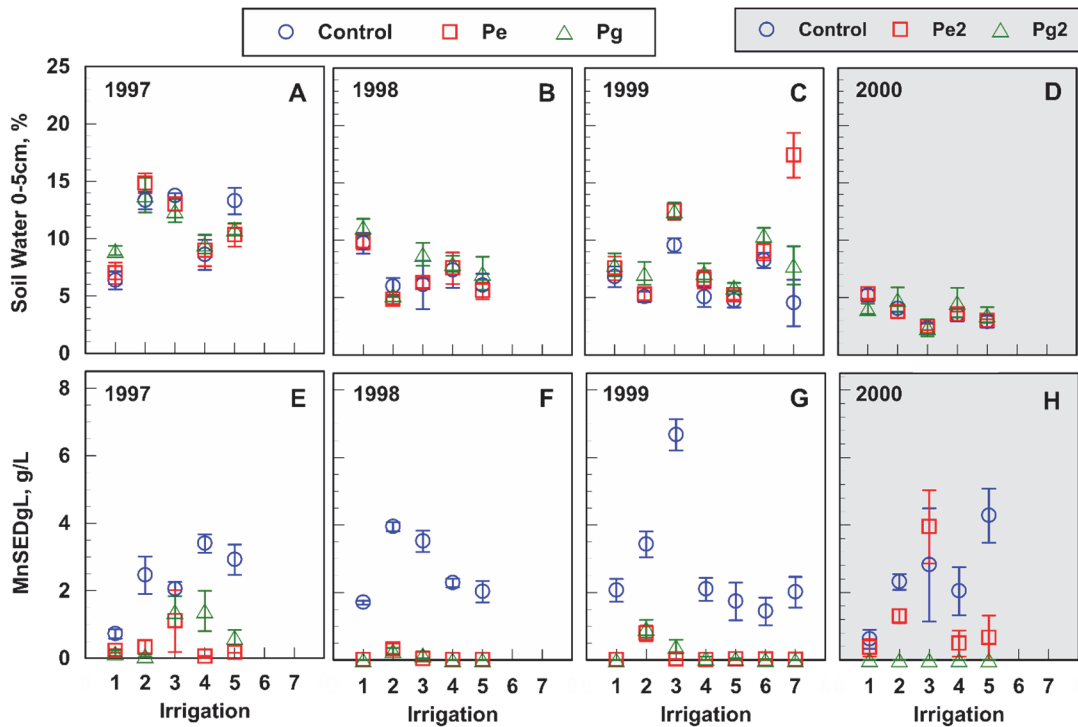 Control Pe Pg
Control Pe2 Pg2
Soil Water 0-5cm, %
25
20
15
10
5
0
1997 A
1998 B
1999 C
2000 D
MnSEDgL, g/L
8
6
4
2
0
1997 E
1998 F
1999 G
2000 H
1 2 3 4 5 6 7
1 2 3 4 5 6 7
1 2 3 4 5 6 7
1 2 3 4 5 6 7
Irrigation
Irrigation
Irrigation
Irrigation